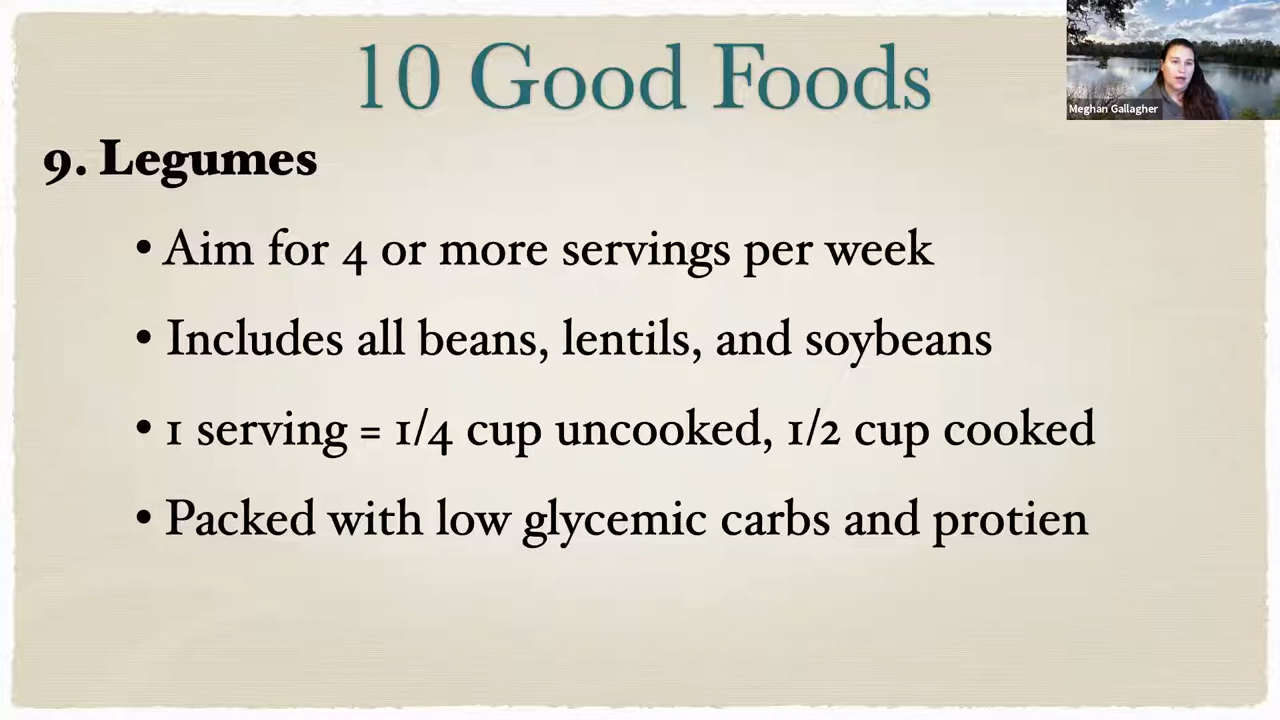 10 Good Foods
Meghan Gallagher
9. Legumes
• Aim for 4 or more servings per week
• Includes all beans, lentils, and soybeans
• 1 serving = 1/4 cup uncooked, 1/2 cup cooked
• Packed with low glycemic carbs and protien